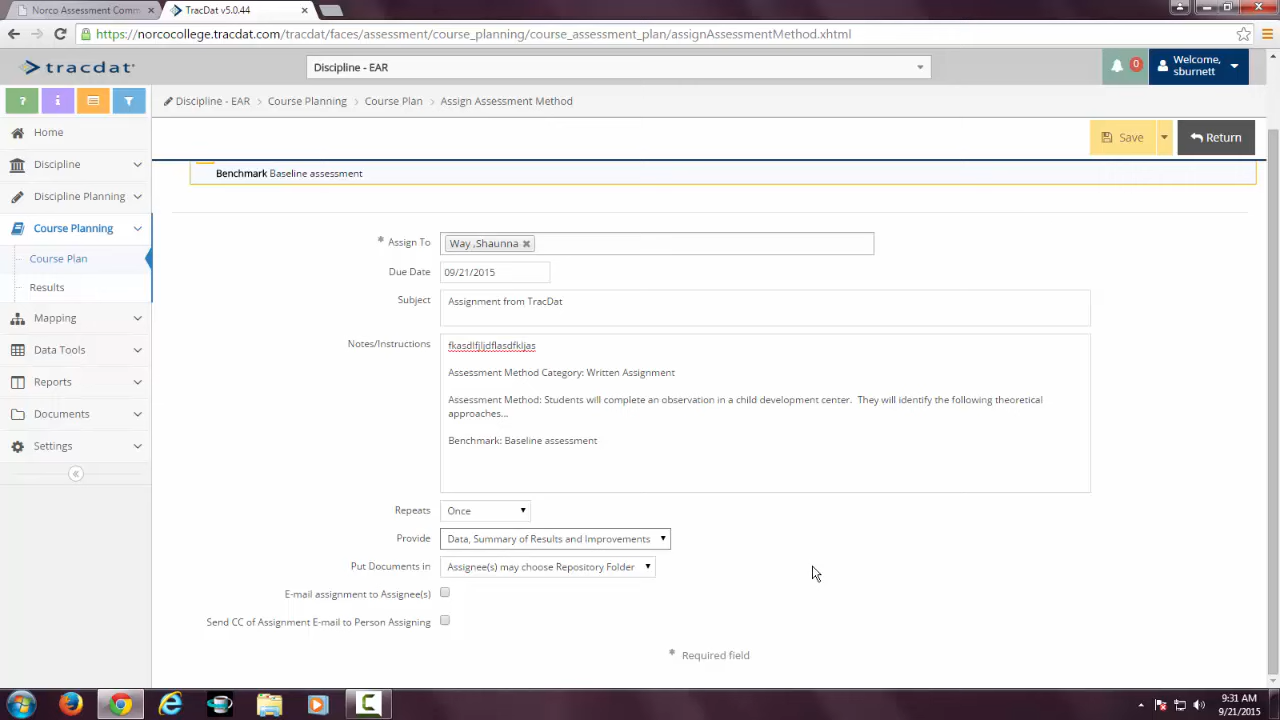 Norco Assessment Comm
TracDat v5.0.44
https://norcocollege.tracdat.com/tracdat/faces/assessment/course_planning/course_assessment_plan/assignAssessmentMethod.xhtml
tracdat
Discipline - EAR
0
Welcome,
sburnett
? i
Discipline - EAR > Course Planning > Course Plan > Assign Assessment Method
Home
Save
Return
Discipline
Benchmark Baseline assessment
Discipline Planning
Course Planning
Course Plan
Results
Mapping
Data Tools
Reports
Documents
Settings
* Assign To Way ,Shaunna
Due Date 09/21/2015
Subject Assignment from TracDat
Notes/Instructions fkasdlfjljdflasdfkljas
Assessment Method Category: Written Assignment
Assessment Method: Students will complete an observation in a child development center. They will identify the following theoretical
approaches...
Benchmark: Baseline assessment
Repeats Once
Provide Data, Summary of Results and Improvements
Put Documents in Assignee(s) may choose Repository Folder
E-mail assignment to Assignee(s)
Send CC of Assignment E-mail to Person Assigning
* Required field
9:31 AM
9/21/2015